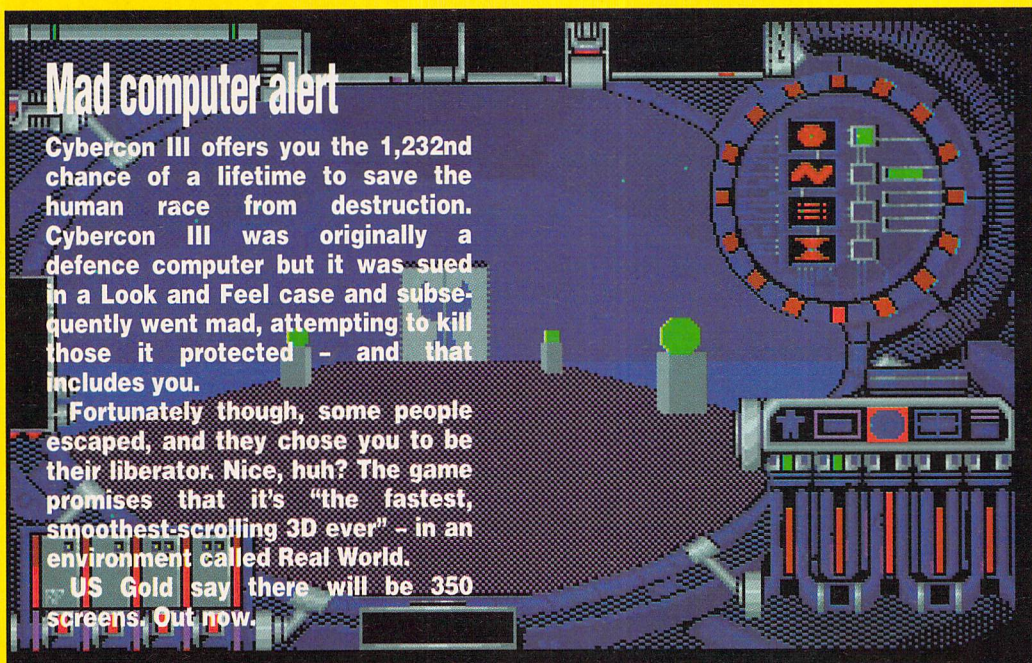 Mad computer alert
Cybercon III offers you the 1,232nd
chance of a lifetime to save the
human race from destruction.
Cybercon III was originally a
defence computer but it was sued
in a Look and Feel case and subse-
quently went mad, attempting to kill
those it protected – and that
includes you.
Fortunately though, some people
escaped, and they chose you to be
their liberator. Nice, huh? The game
promises that it's “the fastest,
smoothest-scrolling 3D ever” – in an
environment called Real World.
US Gold say there will be 350
screens. Out now.